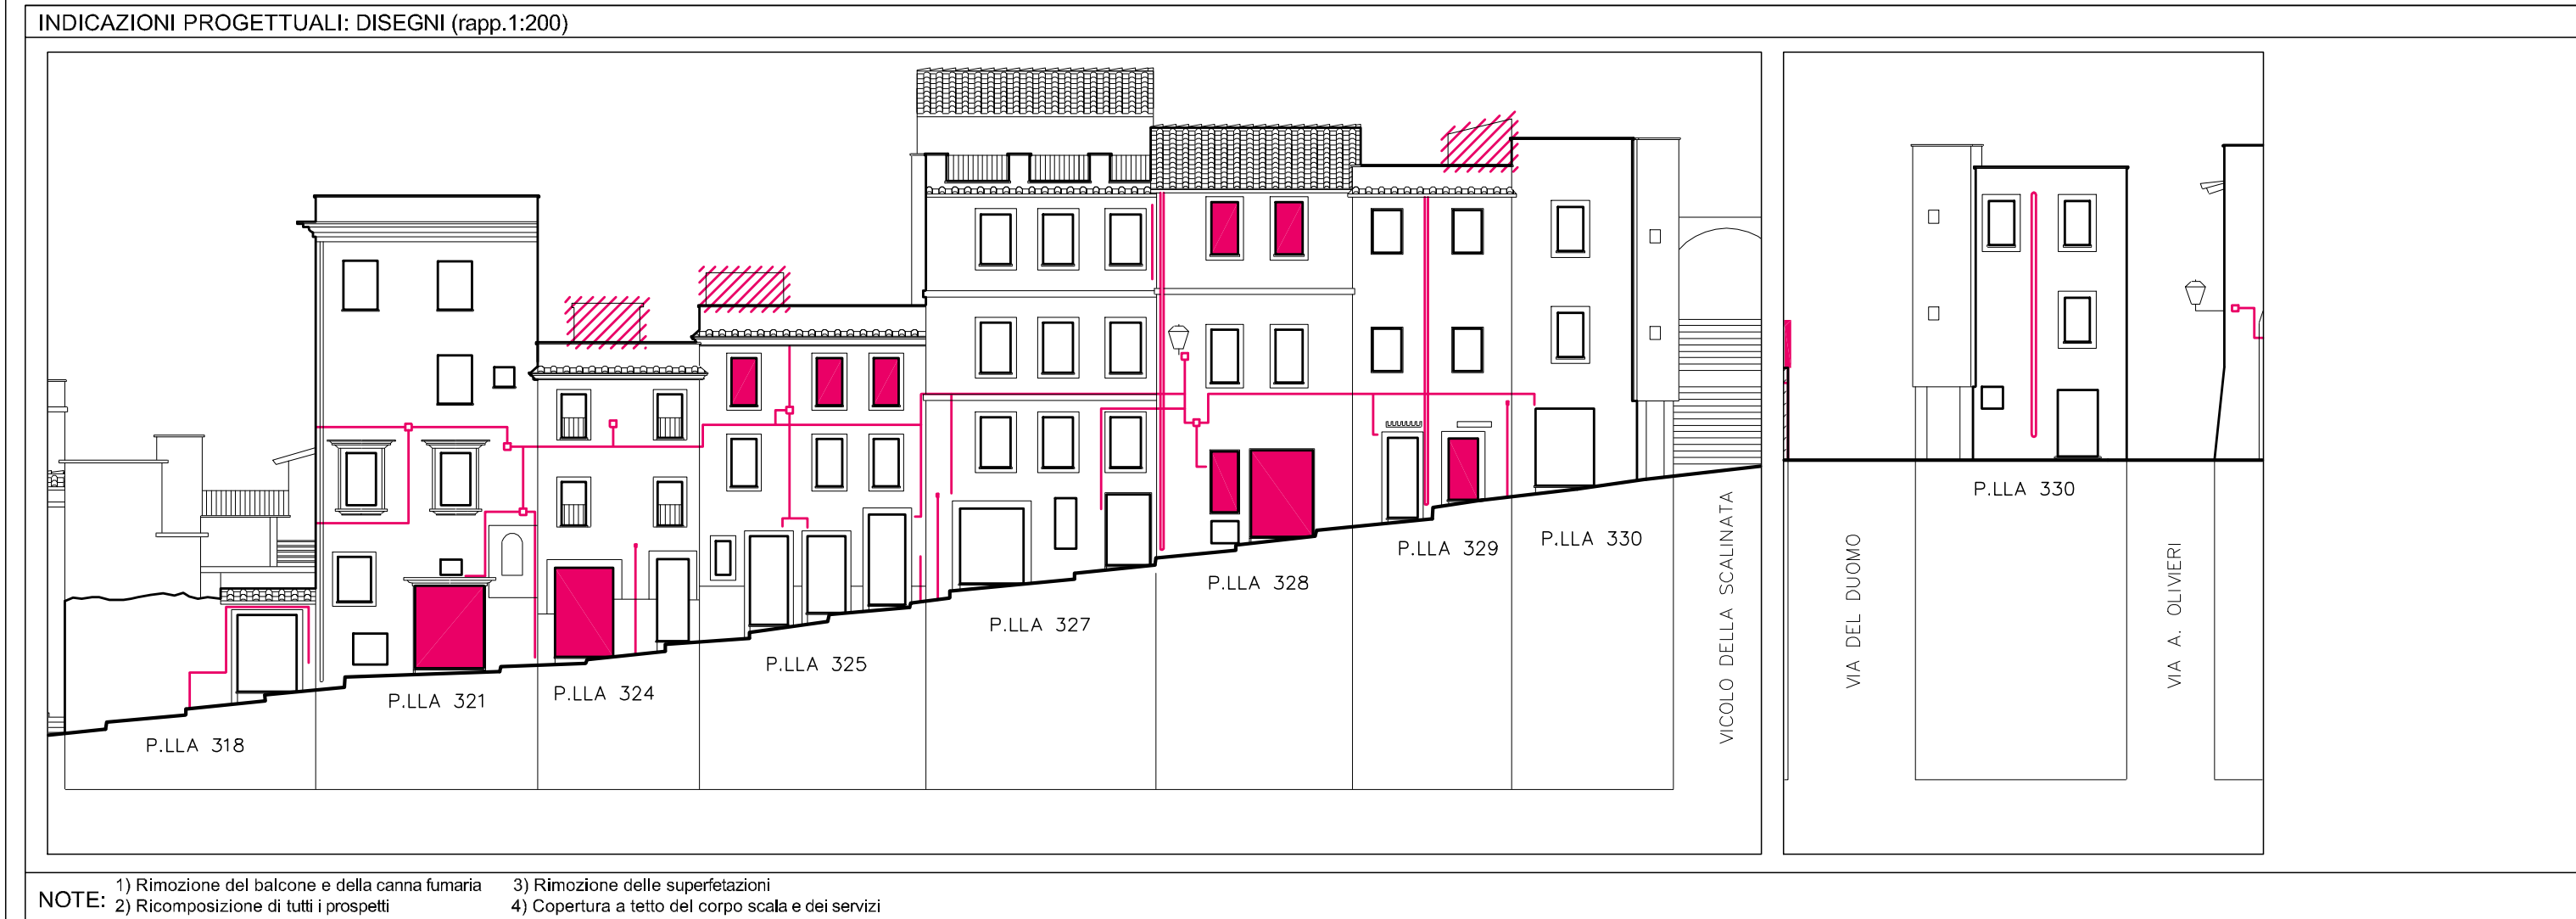 INDICAZIONI PROGETTUALI: DISEGNI (rapp.1:200)
P.LLA 318
P.LLA 321
P.LLA 324
P.LLA 325
P.LLA 327
P.LLA 328
P.LLA 329
P.LLA 330
VICOLO DELLA SCALINATA
VIA DEL DUOMO
P.LLA 330
VIA A. OLIVIERI
NOTE:
1) Rimozione del balcone e della canna fumaria
2) Ricomposizione di tutti i prospetti
3) Rimozione delle superfetazioni
4) Copertura a tetto del corpo scala e dei servizi